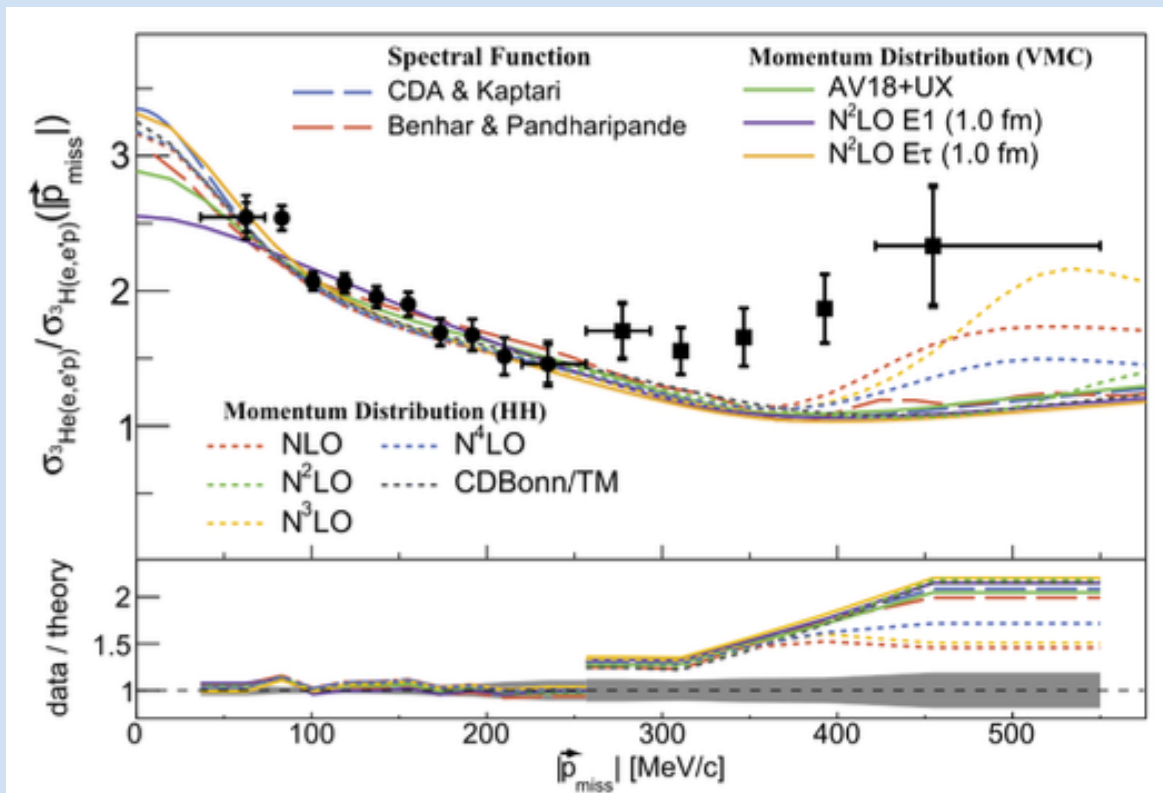 Spectral Function
CDA & Kaptari
Benhar & Pandharipande
Momentum Distribution (VMC)
AV18+UX
N²LO E1 (1.0 fm)
N²LO Eτ (1.0 fm)
σ³He(e,e'p)/σ³H(e,e'p)(|p⃗miss|)
3
2
1
Momentum Distribution (HH)
NLO
N²LO
N³LO
N⁴LO
CDBonn/TM
data / theory
2
1.5
1
0 100 200 300 400 500
|p⃗miss| [MeV/c]